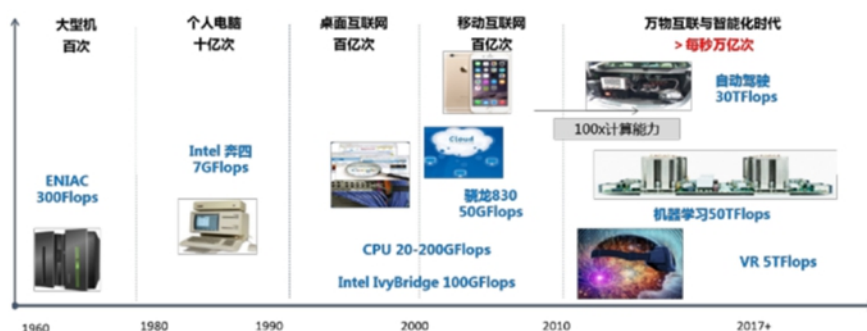 大型机
百次
个人电脑
十亿次
桌面互联网
百亿次
移动互联网
百亿次
万物互联与智能化时代
>每秒万亿次
自动驾驶
30TFlops
100x计算能力
Cloud
Intel 奔四
7GFlops
ENIAC
300Flops
骁龙830
50GFlops
机器学习50TFlops
CPU 20-200GFlops
VR 5TFlops
Intel IvyBridge 100GFlops
1960
1980
1990
2000
2010
2017+